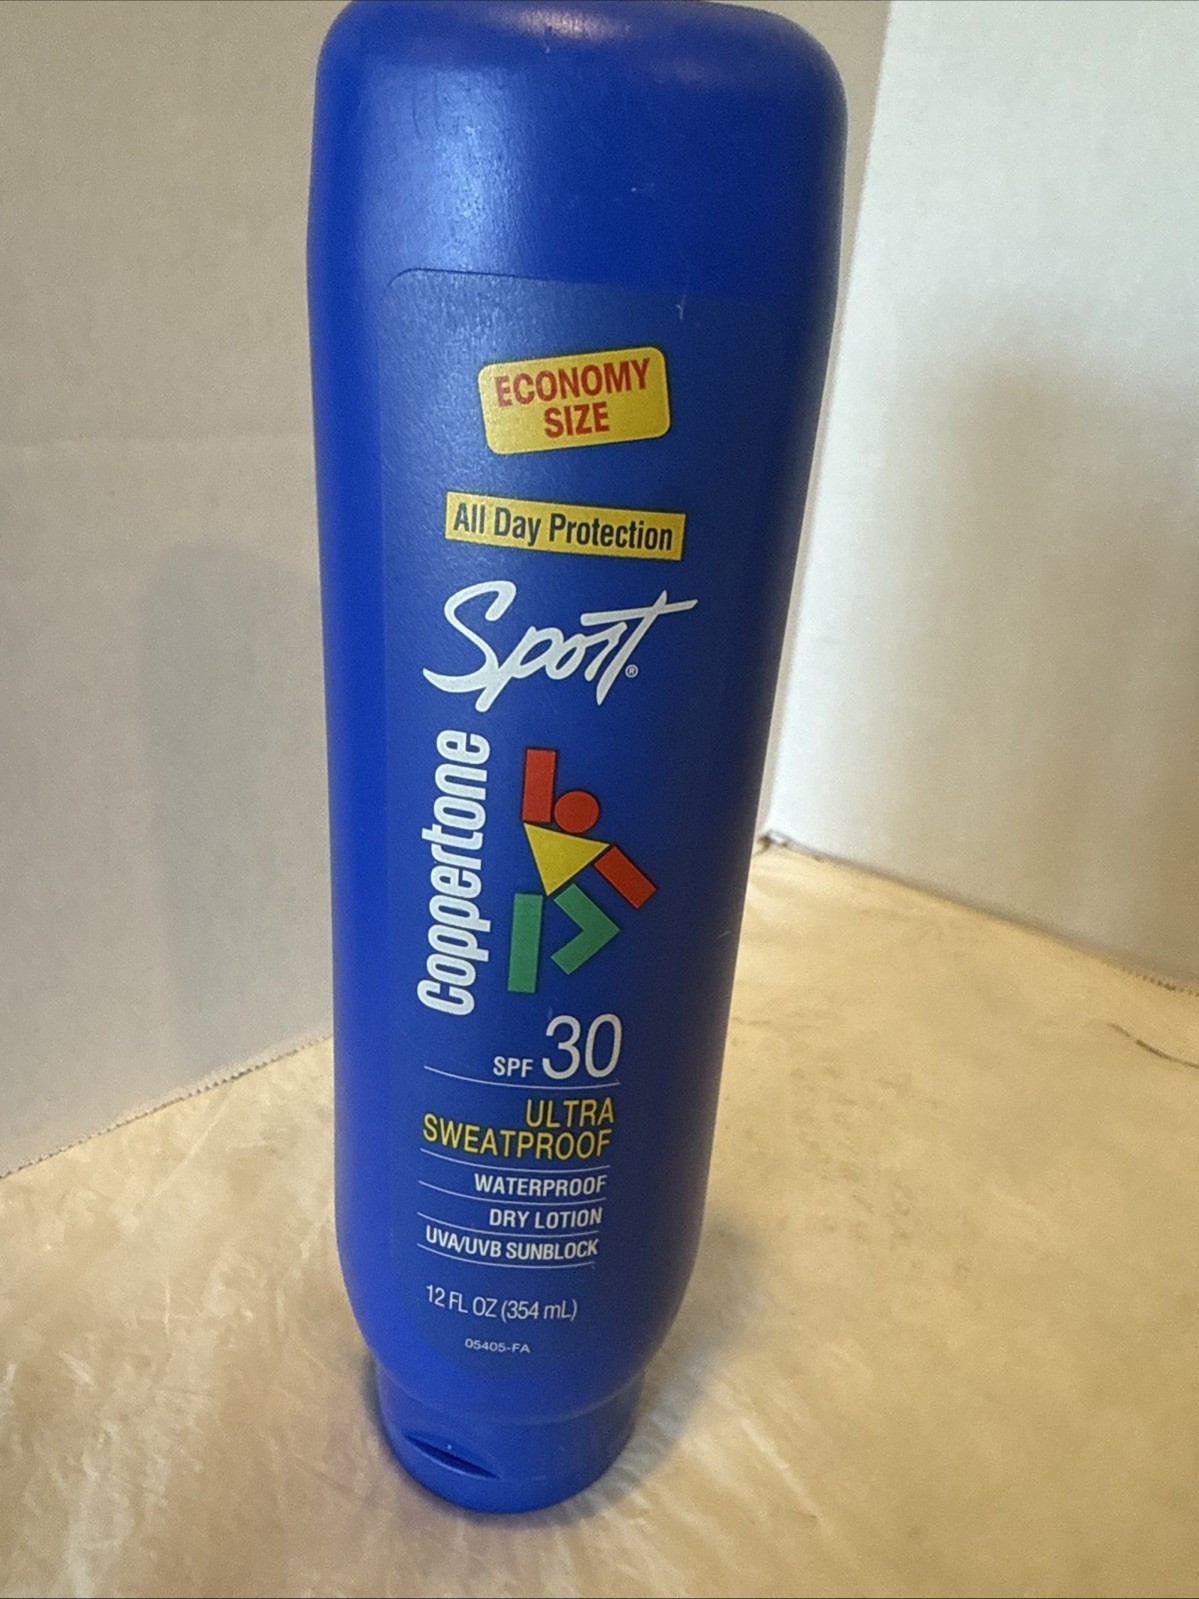 ECONOMY
SIZE
All Day Protection
Sport®
Coppertone
SPF 30
ULTRA
SWEATPROOF
WATERPROOF
DRY LOTION
UVA/UVB SUNBLOCK
12 FL OZ (354 mL)
05405-FA